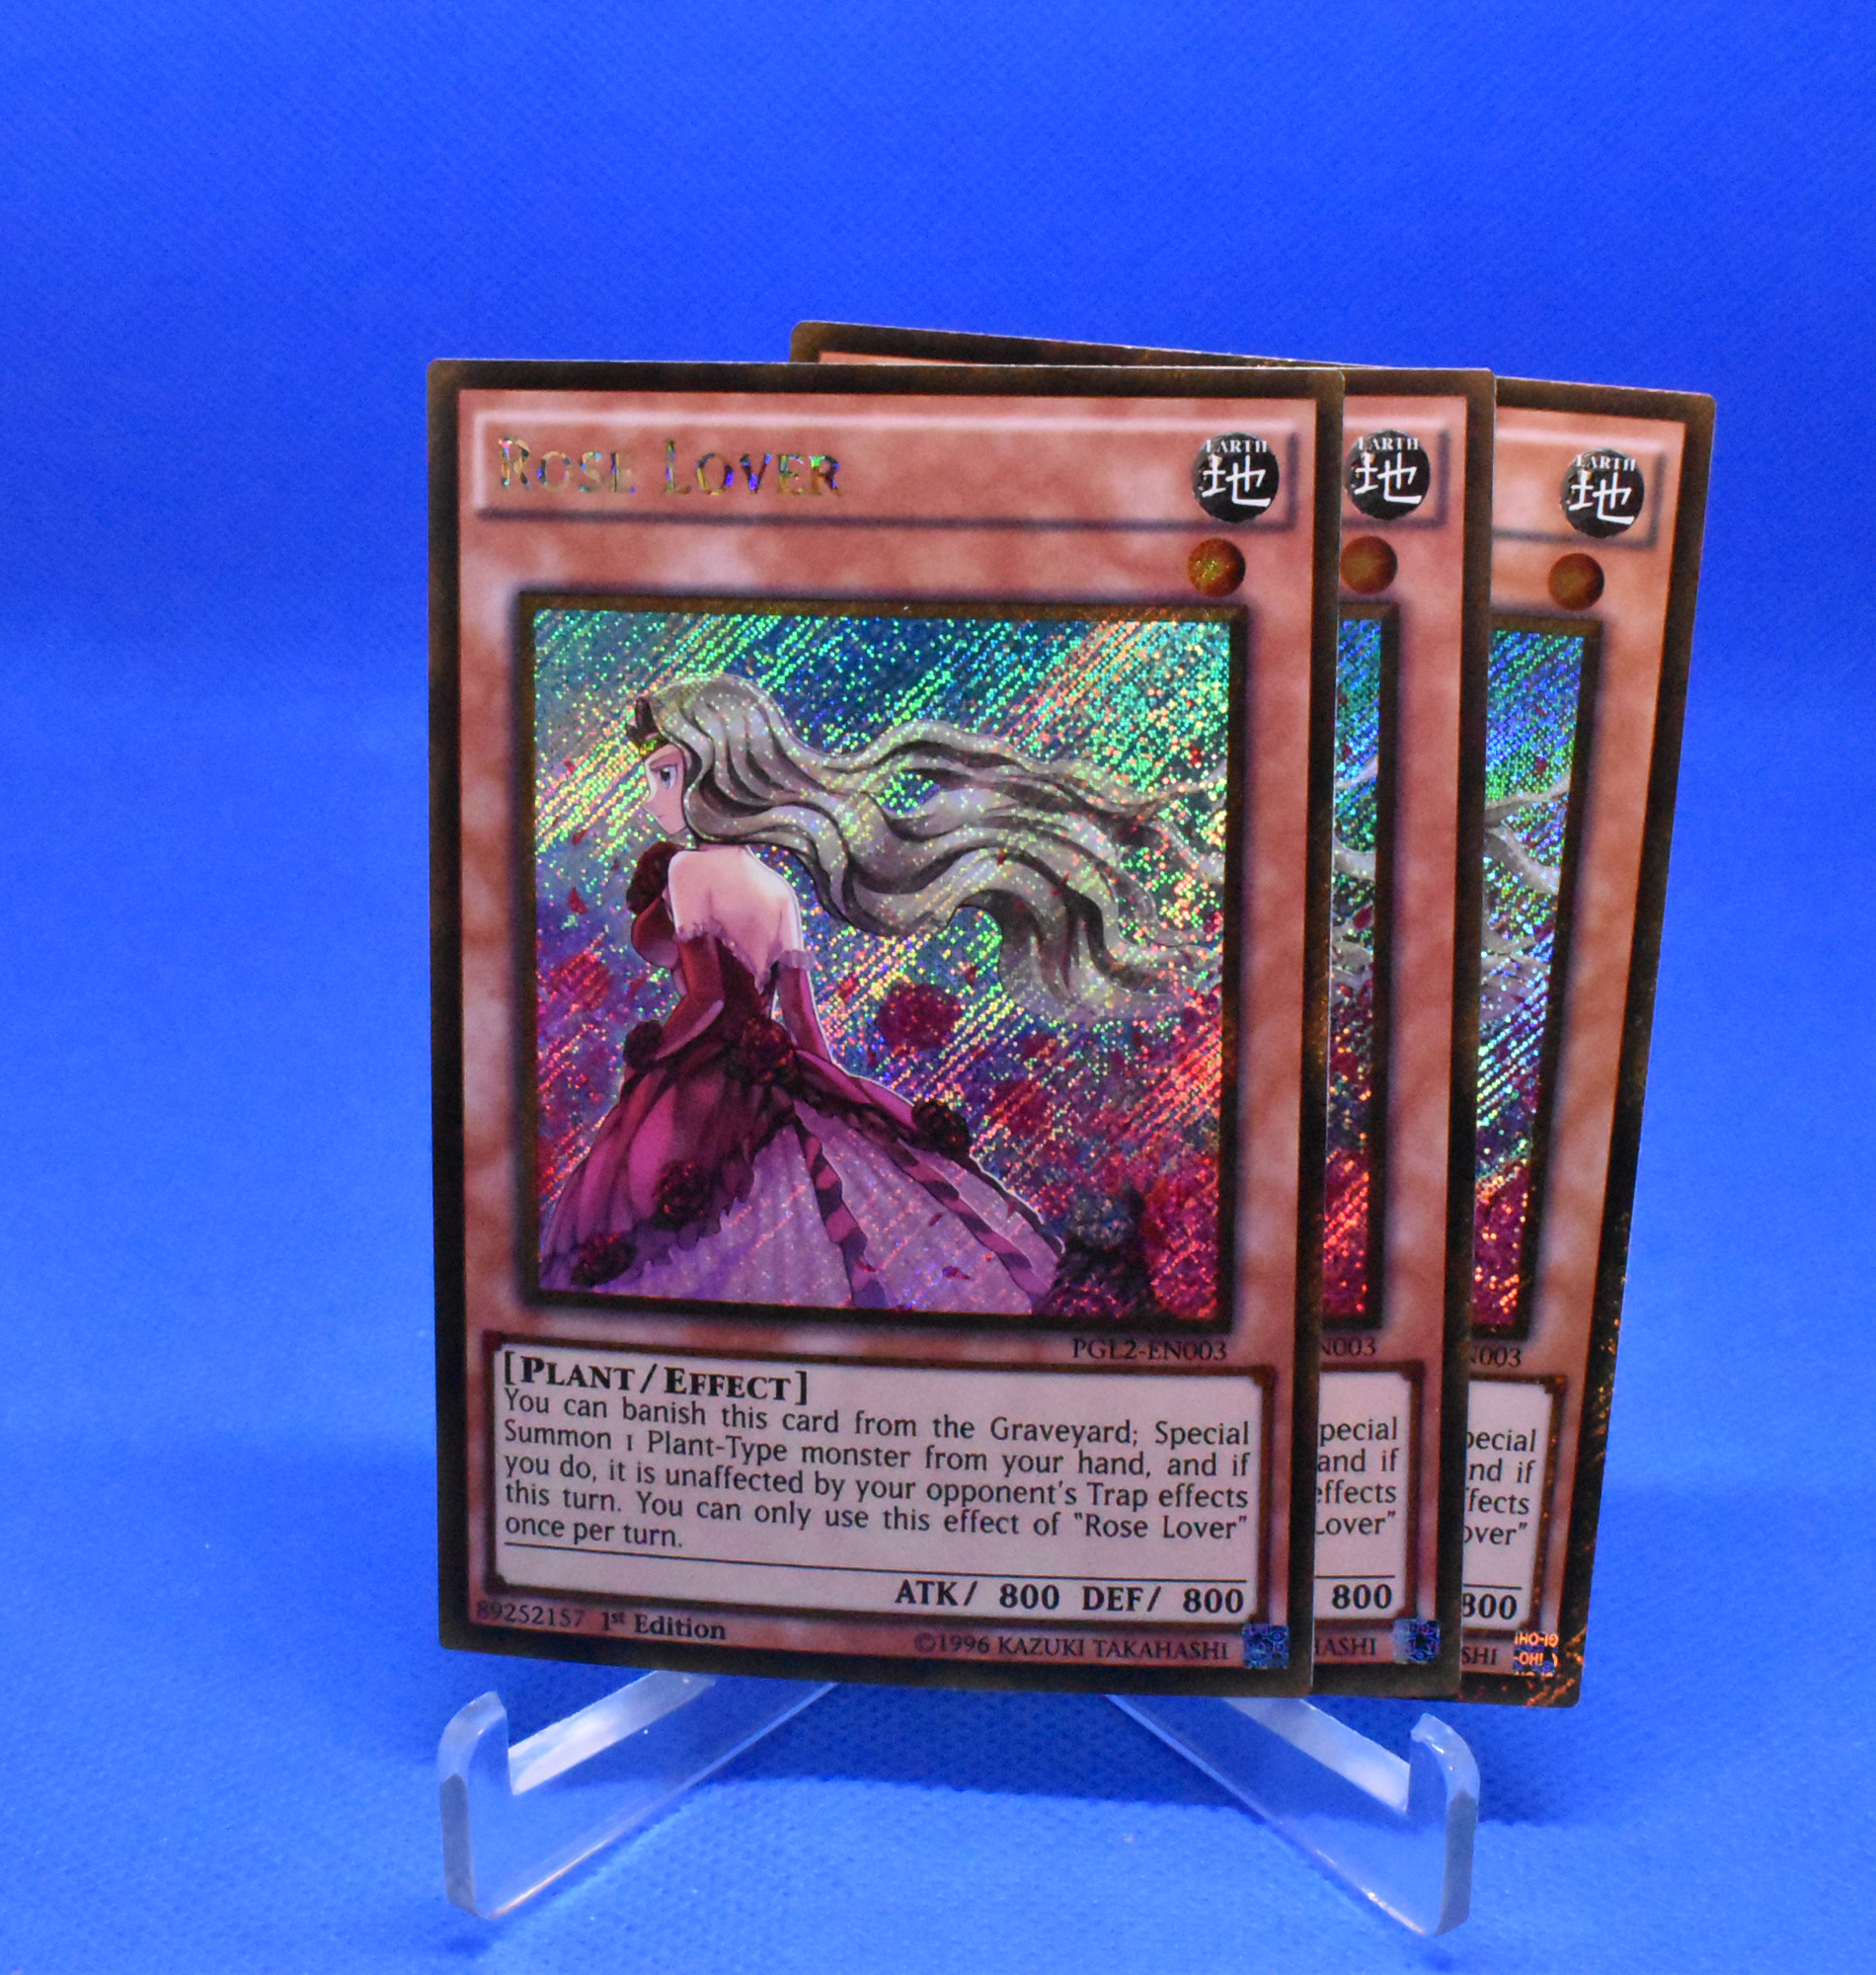 Rose Lover
EARTH
地
EARTH
地
EARTH
地
PGL2-EN003
[Plant/Effect]
You can banish this card from the Graveyard; Special
Summon 1 Plant-Type monster from your hand, and if
you do, it is unaffected by your opponent's Trap effects
this turn. You can only use this effect of "Rose Lover"
once per turn.
ATK/ 800 DEF/ 800
89252157 1st Edition
©1996 KAZUKI TAKAHASHI
N003
pecial
and if
effects
Lover"
800
HASHI
003
pecial
nd if
fects
over"
800
SHI